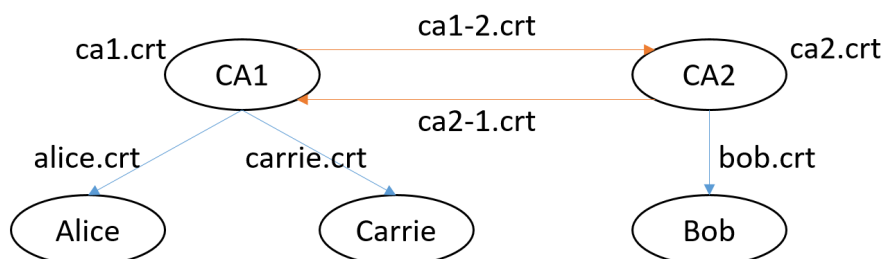 ca1-2.crt
ca1.crt
CA1
CA2
ca2.crt
ca2-1.crt
alice.crt
carrie.crt
bob.crt
Alice
Carrie
Bob